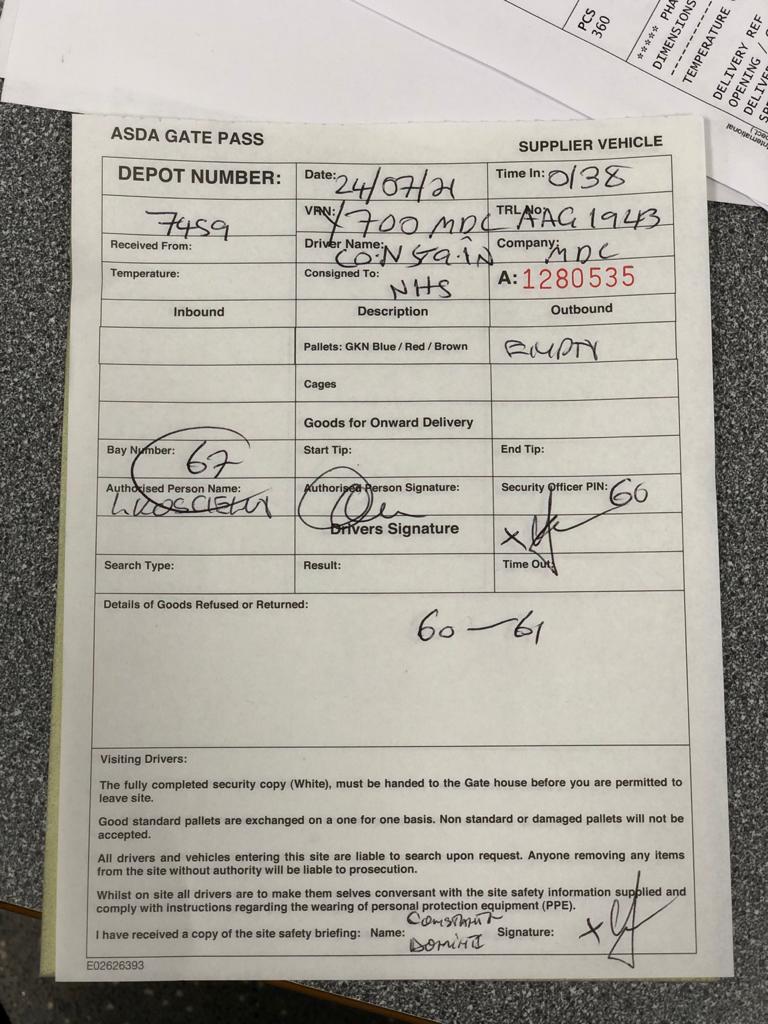 PCS
360
***** PHA
DIMENSIONS
TEMPERATURE
DELIVERY REF
OPENING /
DELIVE
ASDA GATE PASS
SUPPLIER VEHICLE
DEPOT NUMBER:
Date: 24/07/21
Time In: 0138
7459
VRN: Y700 MDC
TRL No: AAG1943
Received From:
Driver Name:
Company: MDC
Temperature:
Consigned To: NHS
A: 1280535
Inbound
Description
Outbound
Pallets: GKN Blue / Red / Brown
EMPTY
Cages
Goods for Onward Delivery
Bay Number: 67
Start Tip:
End Tip:
Authorised Person Name:
Authorised Person Signature:
Security Officer PIN: 60
Drivers Signature
X
Search Type:
Result:
Time Out:
Details of Goods Refused or Returned:
60 — 61
Visiting Drivers:
The fully completed security copy (White), must be handed to the Gate house before you are permitted to
leave site.
Good standard pallets are exchanged on a one for one basis. Non standard or damaged pallets will not be
accepted.
All drivers and vehicles entering this site are liable to search upon request. Anyone removing any items
from the site without authority will be liable to prosecution.
Whilst on site all drivers are to make them selves conversant with the site safety information supplied and
comply with instructions regarding the wearing of personal protection equipment (PPE).
I have received a copy of the site safety briefing: Name: Signature: X
E02626393